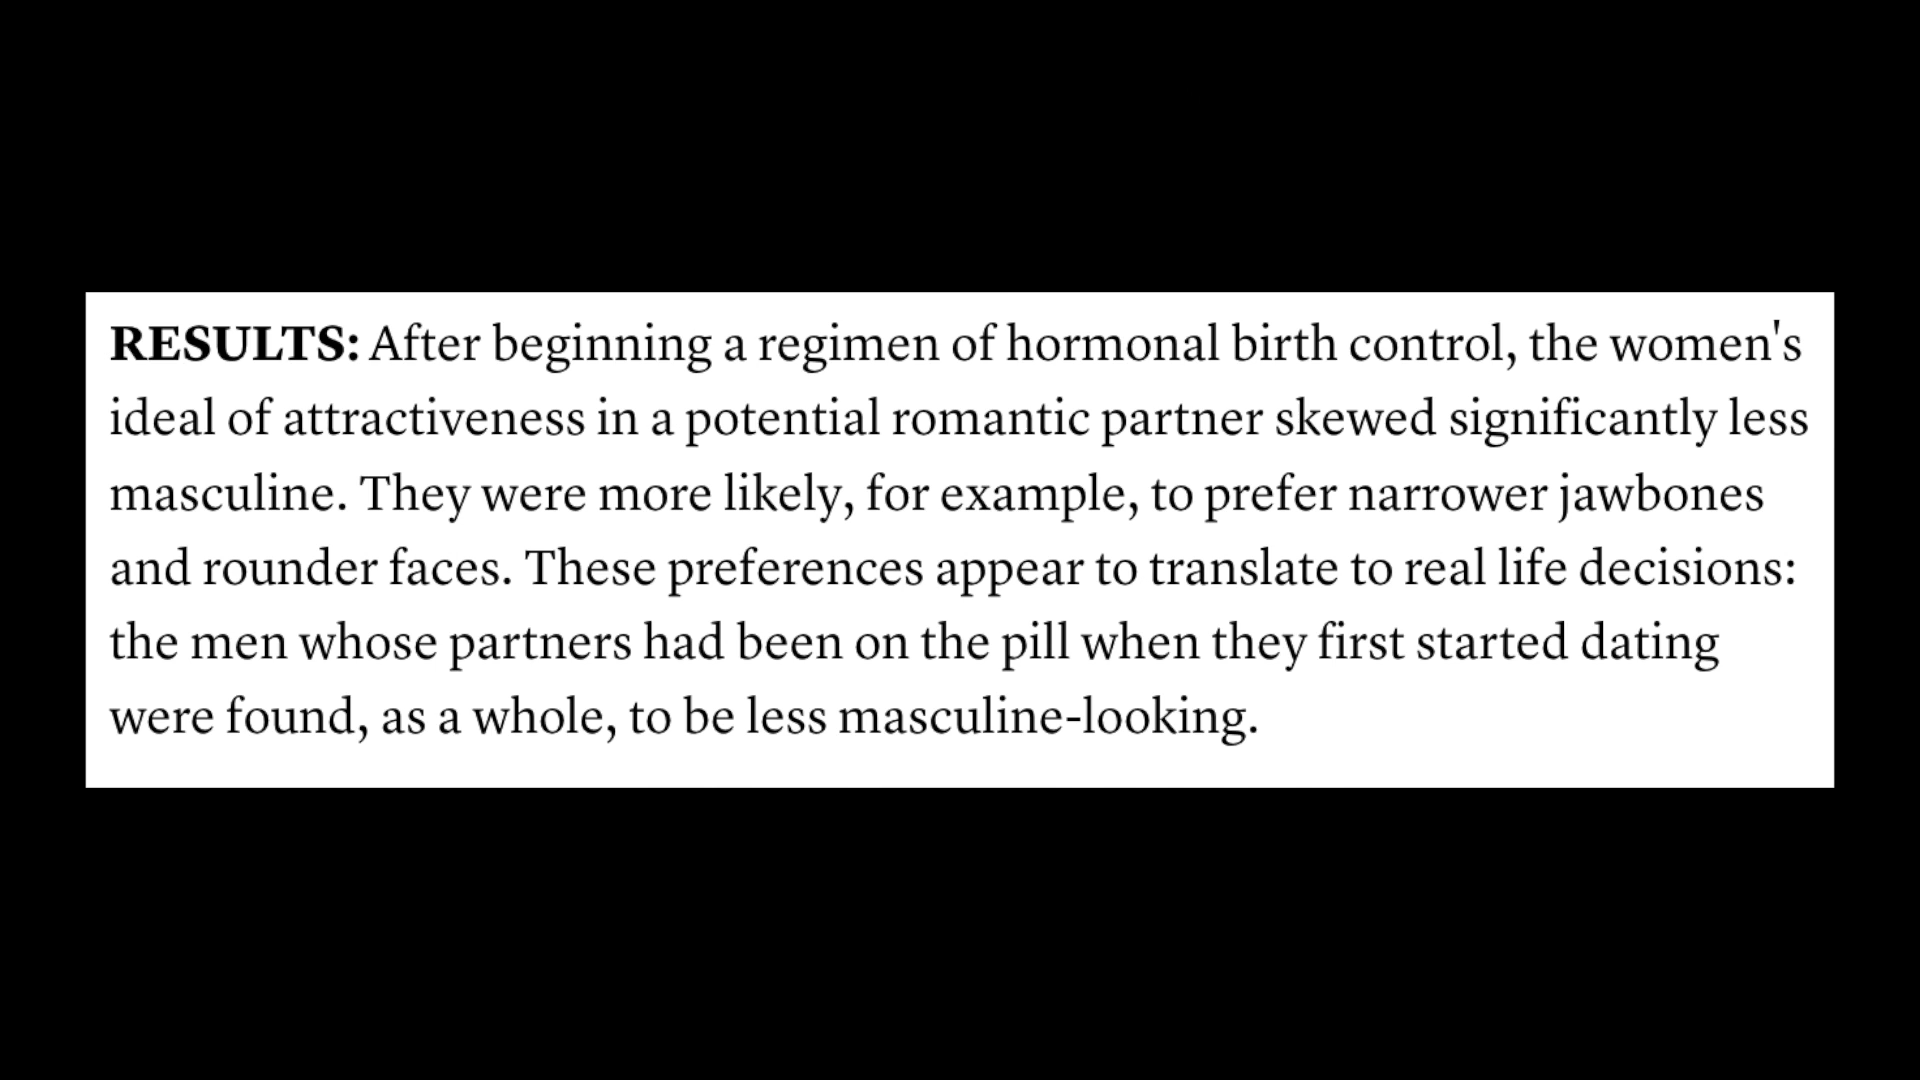 RESULTS: After beginning a regimen of hormonal birth control, the women's
ideal of attractiveness in a potential romantic partner skewed significantly less
masculine. They were more likely, for example, to prefer narrower jawbones
and rounder faces. These preferences appear to translate to real life decisions:
the men whose partners had been on the pill when they first started dating
were found, as a whole, to be less masculine-looking.